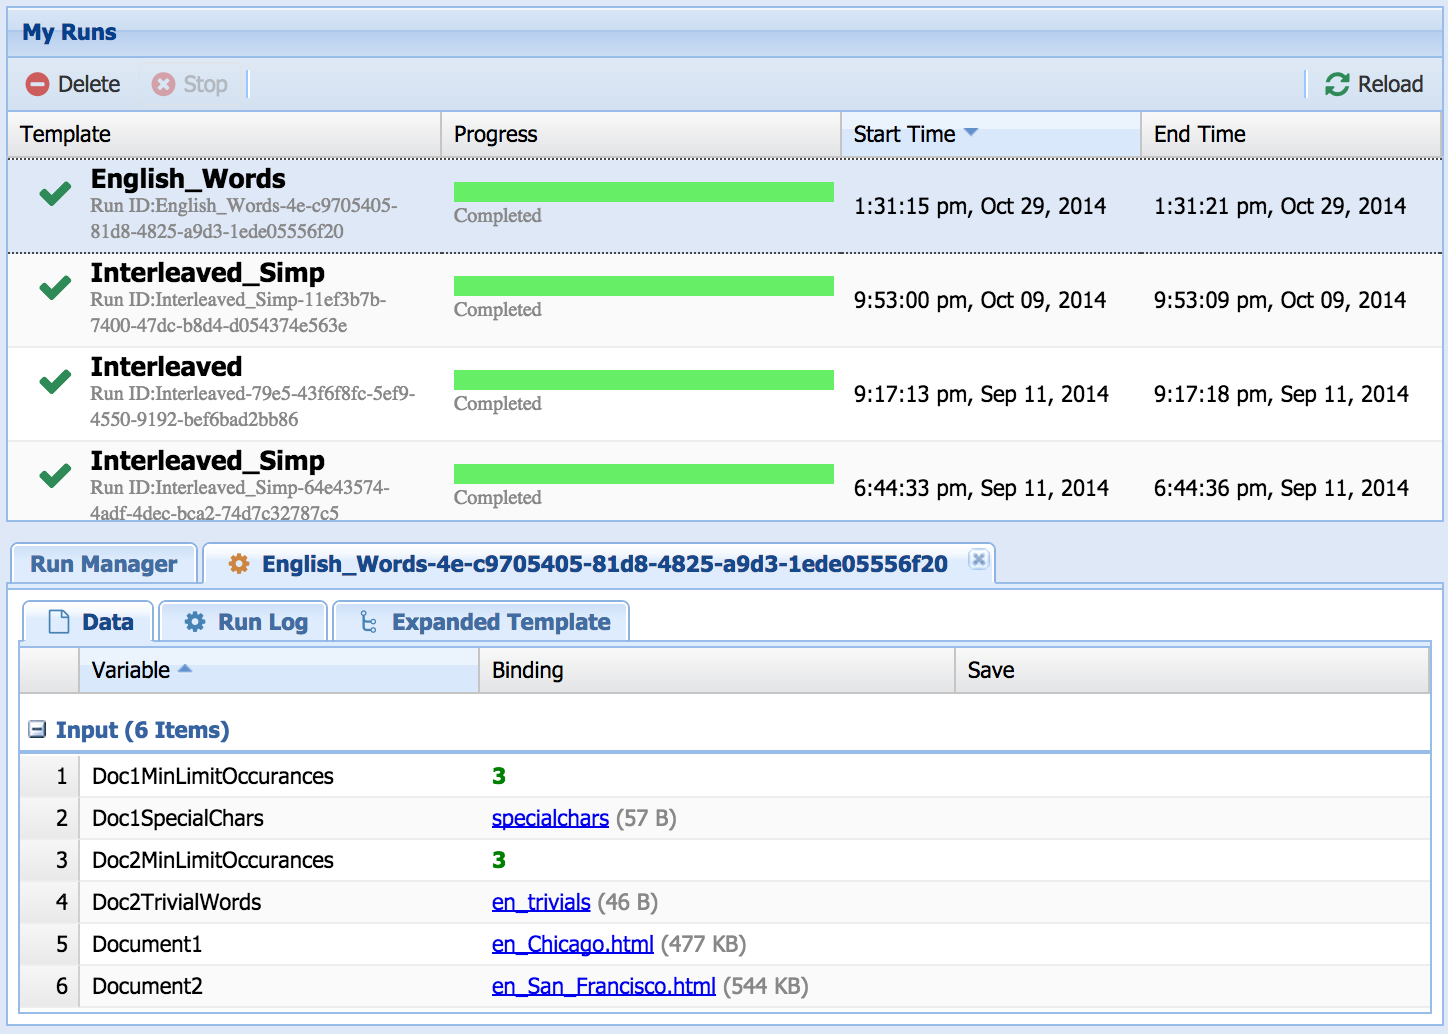 My Runs
Delete Stop Reload
Template Progress Start Time End Time
English_Words
Run ID:English_Words-4e-c9705405-
81d8-4825-a9d3-1ede05556f20
Completed
1:31:15 pm, Oct 29, 2014 1:31:21 pm, Oct 29, 2014
Interleaved_Simp
Run ID:Interleaved_Simp-11ef3b7b-
7400-47dc-b8d4-d054374e563e
Completed
9:53:00 pm, Oct 09, 2014 9:53:09 pm, Oct 09, 2014
Interleaved
Run ID:Interleaved-79e5-43f6f8fc-5ef9-
4550-9192-bef6bad2bb86
Completed
9:17:13 pm, Sep 11, 2014 9:17:18 pm, Sep 11, 2014
Interleaved_Simp
Run ID:Interleaved_Simp-64e43574-
4adf-4dec-bca2-74d7c32787c5
Completed
6:44:33 pm, Sep 11, 2014 6:44:36 pm, Sep 11, 2014
Run Manager English_Words-4e-c9705405-81d8-4825-a9d3-1ede05556f20
Data Run Log Expanded Template
Variable Binding Save
Input (6 Items)
1 Doc1MinLimitOccurances 3
2 Doc1SpecialChars specialchars (57 B)
3 Doc2MinLimitOccurances 3
4 Doc2TrivialWords en_trivials (46 B)
5 Document1 en_Chicago.html (477 KB)
6 Document2 en_San_Francisco.html (544 KB)